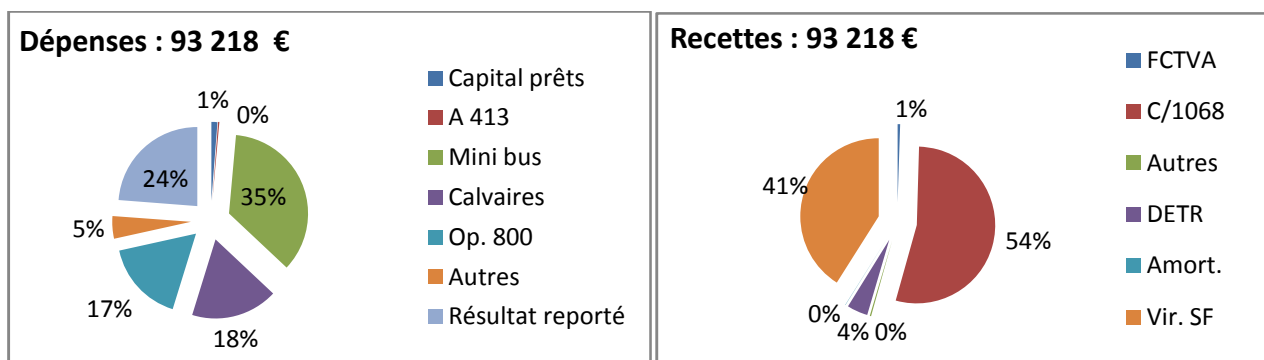 Dépenses : 93 218 €
1%
0%
35%
18%
17%
5%
24%
Capital prêts
A 413
Mini bus
Calvaires
Op. 800
Autres
Résultat reporté
Recettes : 93 218 €
1%
54%
0%
4%
0%
41%
FCTVA
C/1068
Autres
DETR
Amort.
Vir. SF